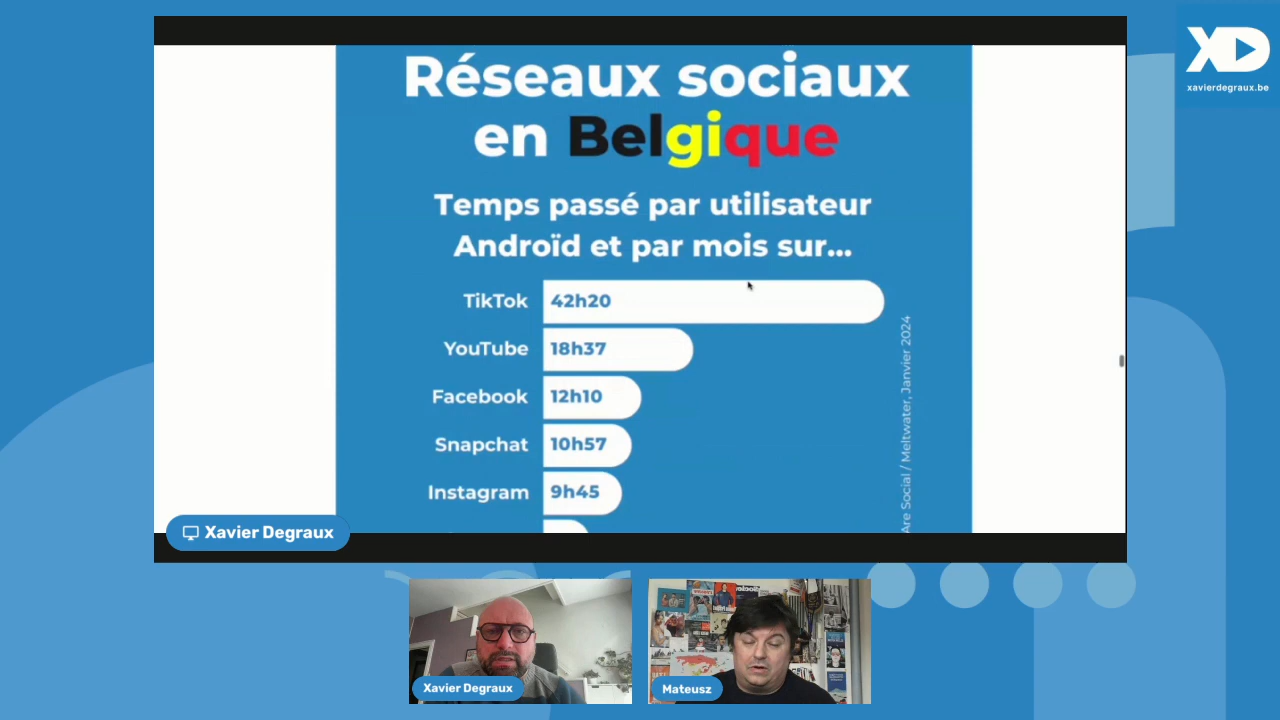 XD
xavierdegraux.be
Réseaux sociaux
en Belgique
Temps passé par utilisateur
Androïd et par mois sur...
TikTok 42h20
YouTube 18h37
Facebook 12h10
Snapchat 10h57
Instagram 9h45
Are Social / Meltwater, Janvier 2024
Xavier Degraux
Xavier Degraux
Mateusz